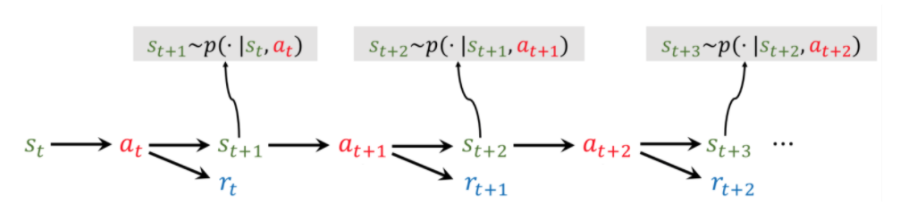 s_{t+1}~p(· |s_t, a_t) s_{t+2}~p(· |s_{t+1}, a_{t+1}) s_{t+3}~p(· |s_{t+2}, a_{t+2})
s_t a_t s_{t+1} a_{t+1} s_{t+2} a_{t+2} s_{t+3} ⋯
r_t r_{t+1} r_{t+2}